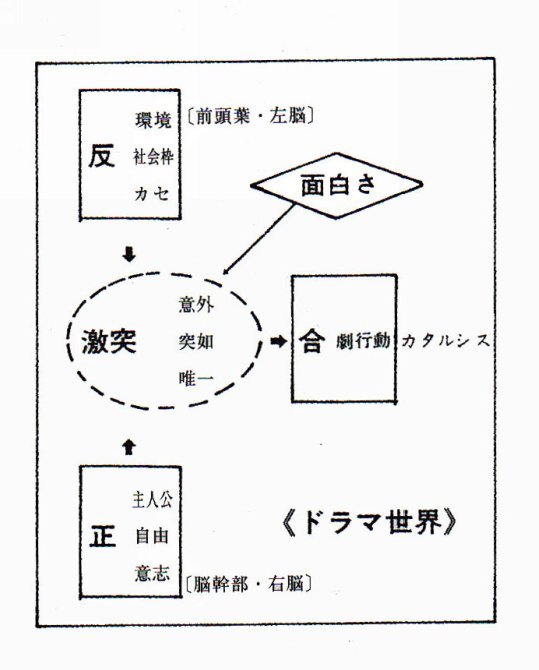 反
環境
社会枠
カセ
〔前頭葉・左脳〕
面白さ
激突
意外
突如
唯一
合 劇行動 カタルシス
正
主人公
自由
意志
〔脳幹部・右脳〕
《ドラマ世界》